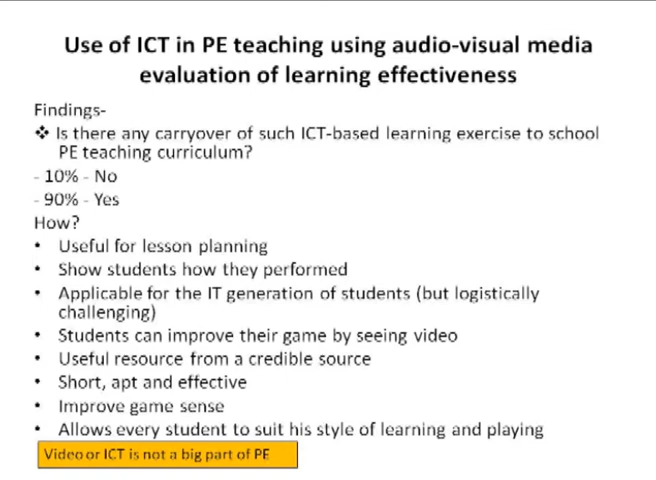 Use of ICT in PE teaching using audio-visual media
evaluation of learning effectiveness
Findings-
❖ Is there any carryover of such ICT-based learning exercise to school
PE teaching curriculum?
- 10% - No
- 90% - Yes
How?
• Useful for lesson planning
• Show students how they performed
• Applicable for the IT generation of students (but logistically
challenging)
• Students can improve their game by seeing video
• Useful resource from a credible source
• Short, apt and effective
• Improve game sense
• Allows every student to suit his style of learning and playing
Video or ICT is not a big part of PE